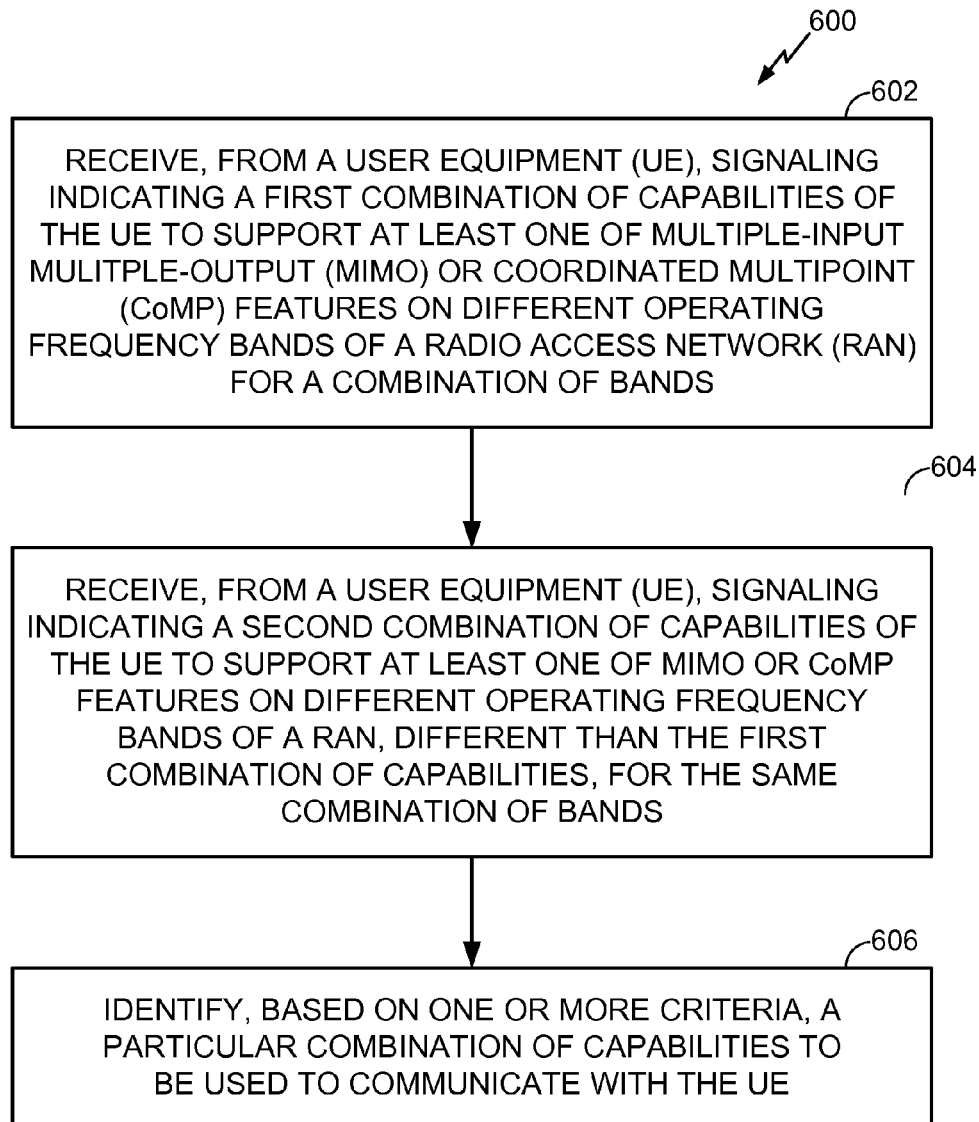 600
602
RECEIVE, FROM A USER EQUIPMENT (UE), SIGNALING
INDICATING A FIRST COMBINATION OF CAPABILITIES OF
THE UE TO SUPPORT AT LEAST ONE OF MULTIPLE-INPUT
MULITPLE-OUTPUT (MIMO) OR COORDINATED MULTIPOINT
(CoMP) FEATURES ON DIFFERENT OPERATING
FREQUENCY BANDS OF A RADIO ACCESS NETWORK (RAN)
FOR A COMBINATION OF BANDS
604
RECEIVE, FROM A USER EQUIPMENT (UE), SIGNALING
INDICATING A SECOND COMBINATION OF CAPABILITIES OF
THE UE TO SUPPORT AT LEAST ONE OF MIMO OR CoMP
FEATURES ON DIFFERENT OPERATING FREQUENCY
BANDS OF A RAN, DIFFERENT THAN THE FIRST
COMBINATION OF CAPABILITIES, FOR THE SAME
COMBINATION OF BANDS
606
IDENTIFY, BASED ON ONE OR MORE CRITERIA, A
PARTICULAR COMBINATION OF CAPABILITIES TO
BE USED TO COMMUNICATE WITH THE UE